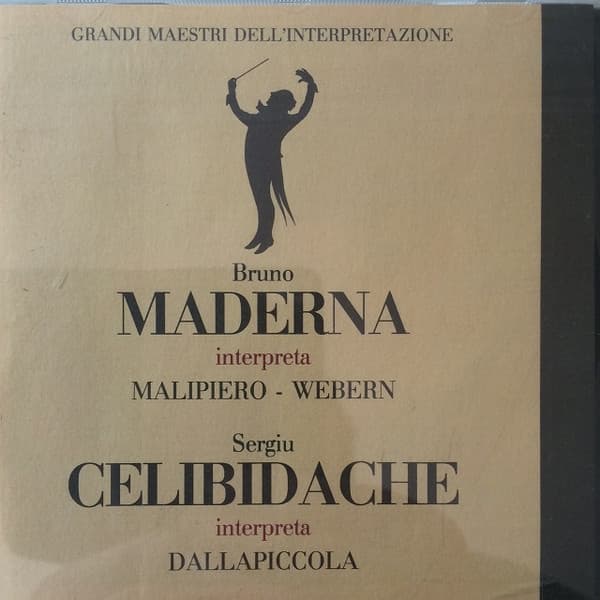 GRANDI MAESTRI DELL'INTERPRETAZIONE
Bruno
MADERNA
interpreta
MALIPIERO - WEBERN
Sergiu
CELIBIDACHE
interpreta
DALLAPICCOLA